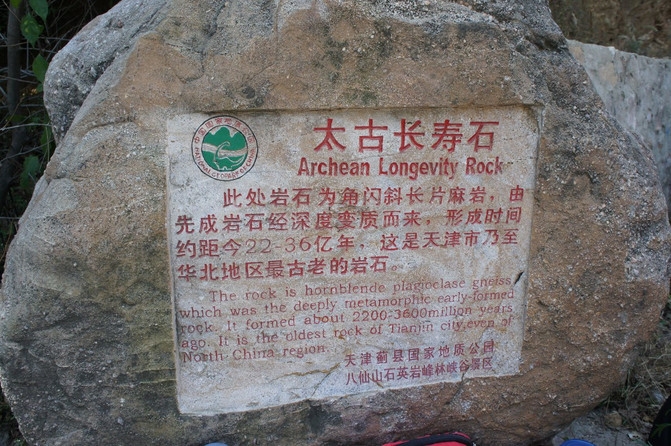 太古长寿石
Archean Longevity Rock
此处岩石为角闪斜长片麻岩，由
先成岩石经深度变质而来，形成时间
约距今22-36亿年，这是天津市乃至
华北地区最古老的岩石。
The rock is hornblende plagioclase gneiss
which was the deeply metamorphic early-formed
rock. It formed about 2200-3600million years
ago. It is the oldest rock of Tianjin city,even of
North China region.
天津蓟县国家地质公园
八仙山石英岩峰林峡谷景区